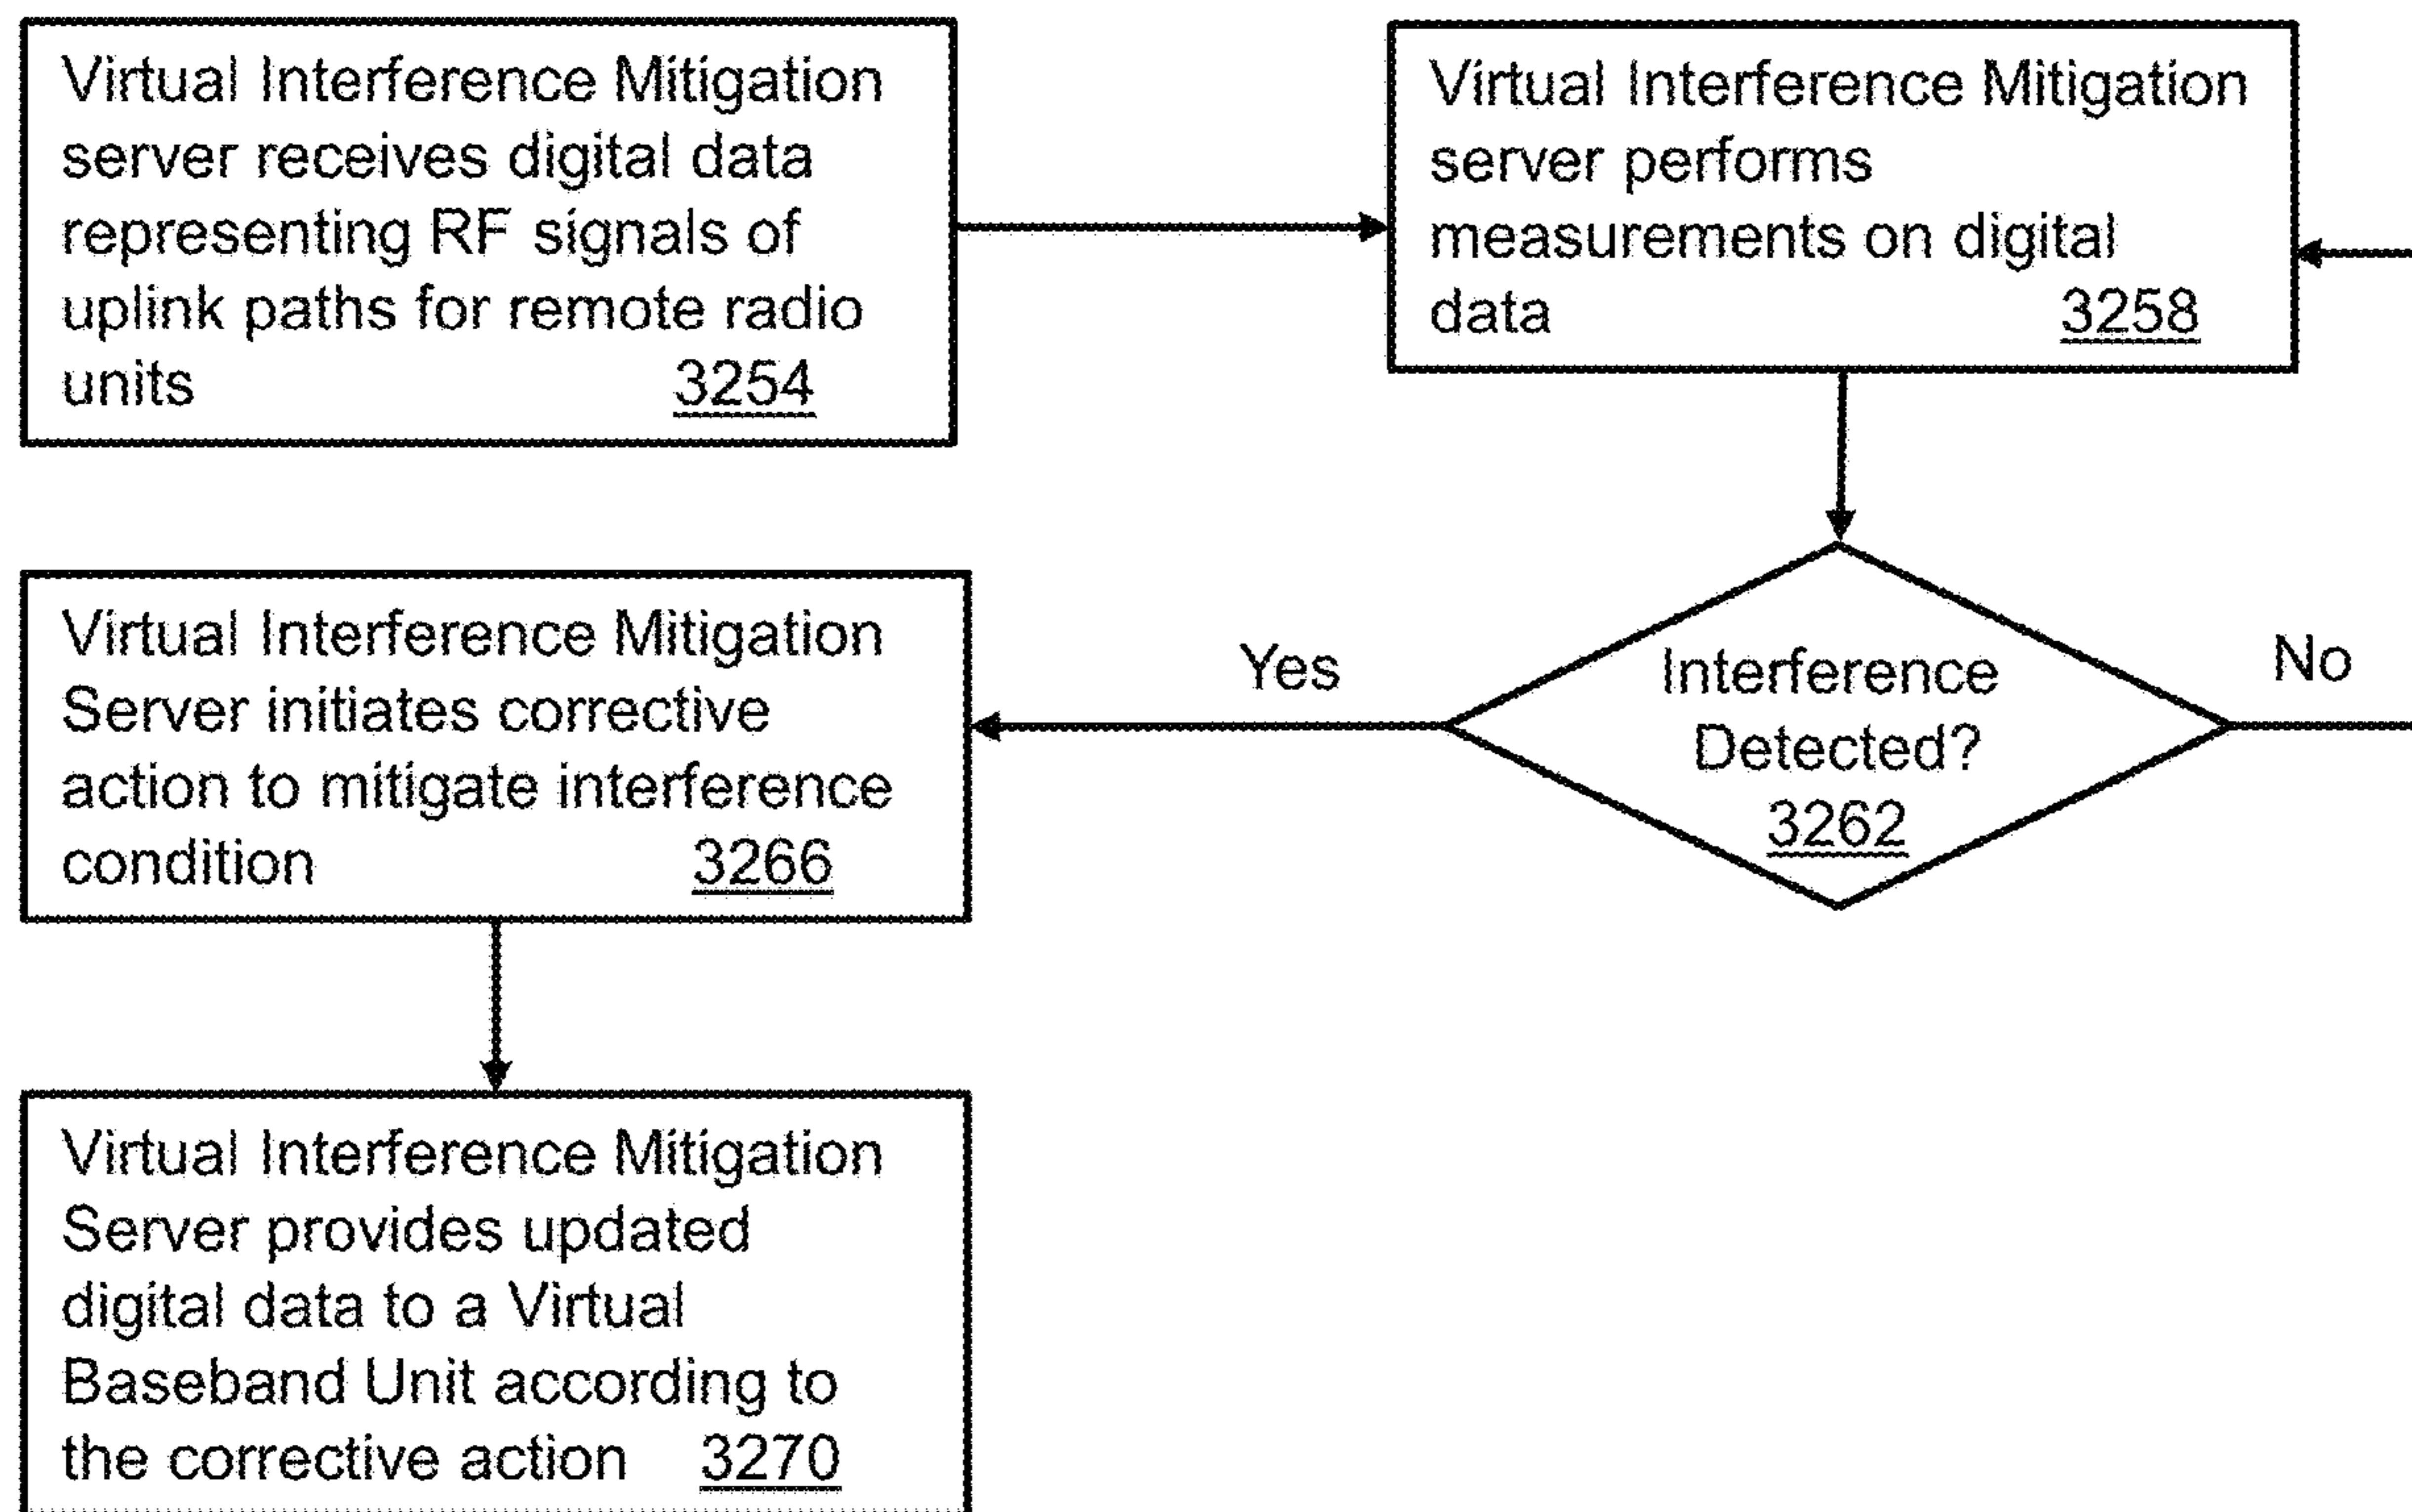 Virtual Interference Mitigation
server receives digital data
representing RF signals of
uplink paths for remote radio
units 3254
Virtual Interference Mitigation
server performs
measurements on digital
data 3258
Interference
Detected?
3262
Yes
No
Virtual Interference Mitigation
Server initiates corrective
action to mitigate interference
condition 3266
Virtual Interference Mitigation
Server provides updated
digital data to a Virtual
Baseband Unit according to
the corrective action 3270